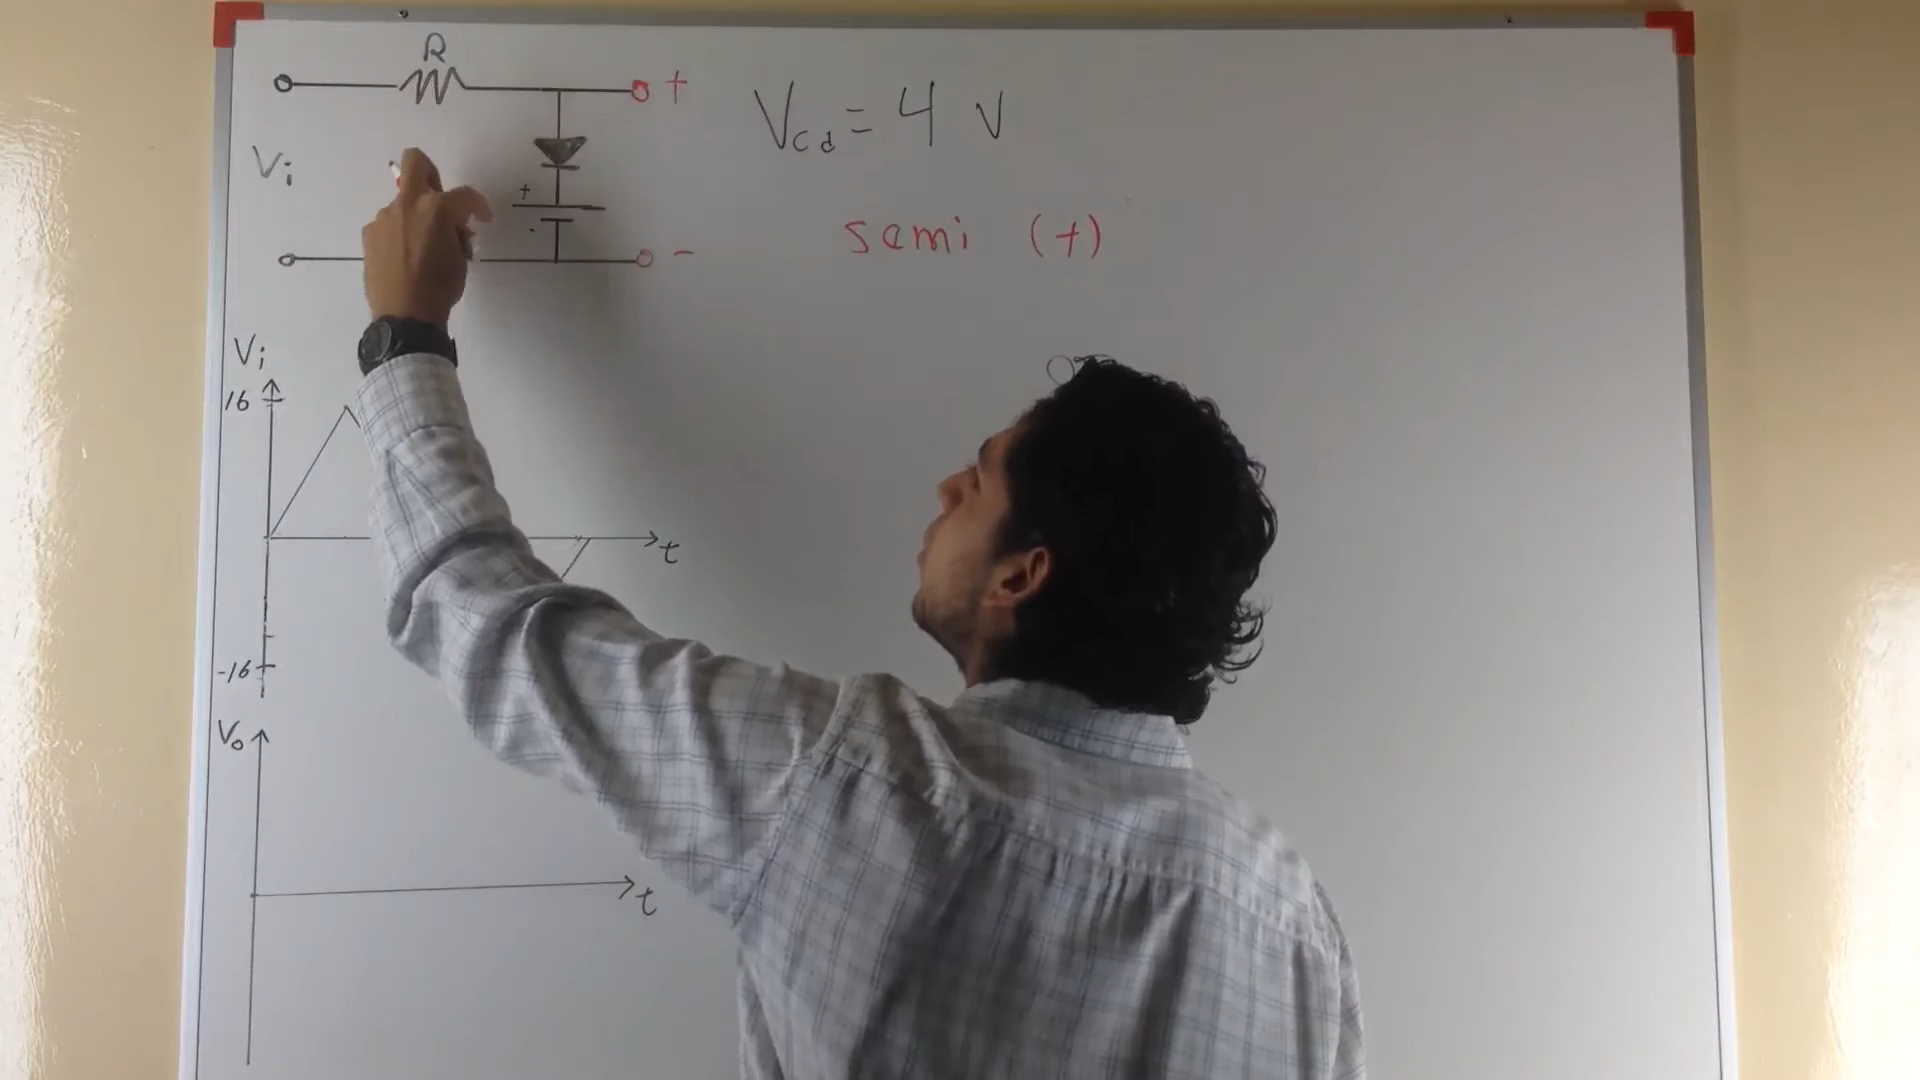 R
+
Vi
+
-
-
Vcd = 4 V
semi (+)
Vi
16
t
-16
Vo
t